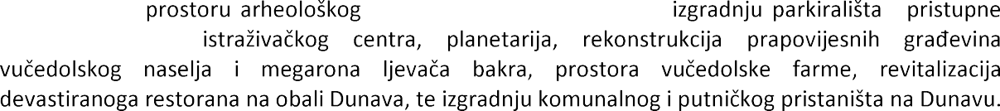 prostoru arheološkog izgradnju parkirališta pristupne
istraživačkog centra, planetarija, rekonstrukcija prapovijesnih građevina
vučedolskog naselja i megarona ljevača bakra, prostora vučedolske farme, revitalizacija
devastiranoga restorana na obali Dunava, te izgradnju komunalnog i putničkog pristaništa na Dunavu.